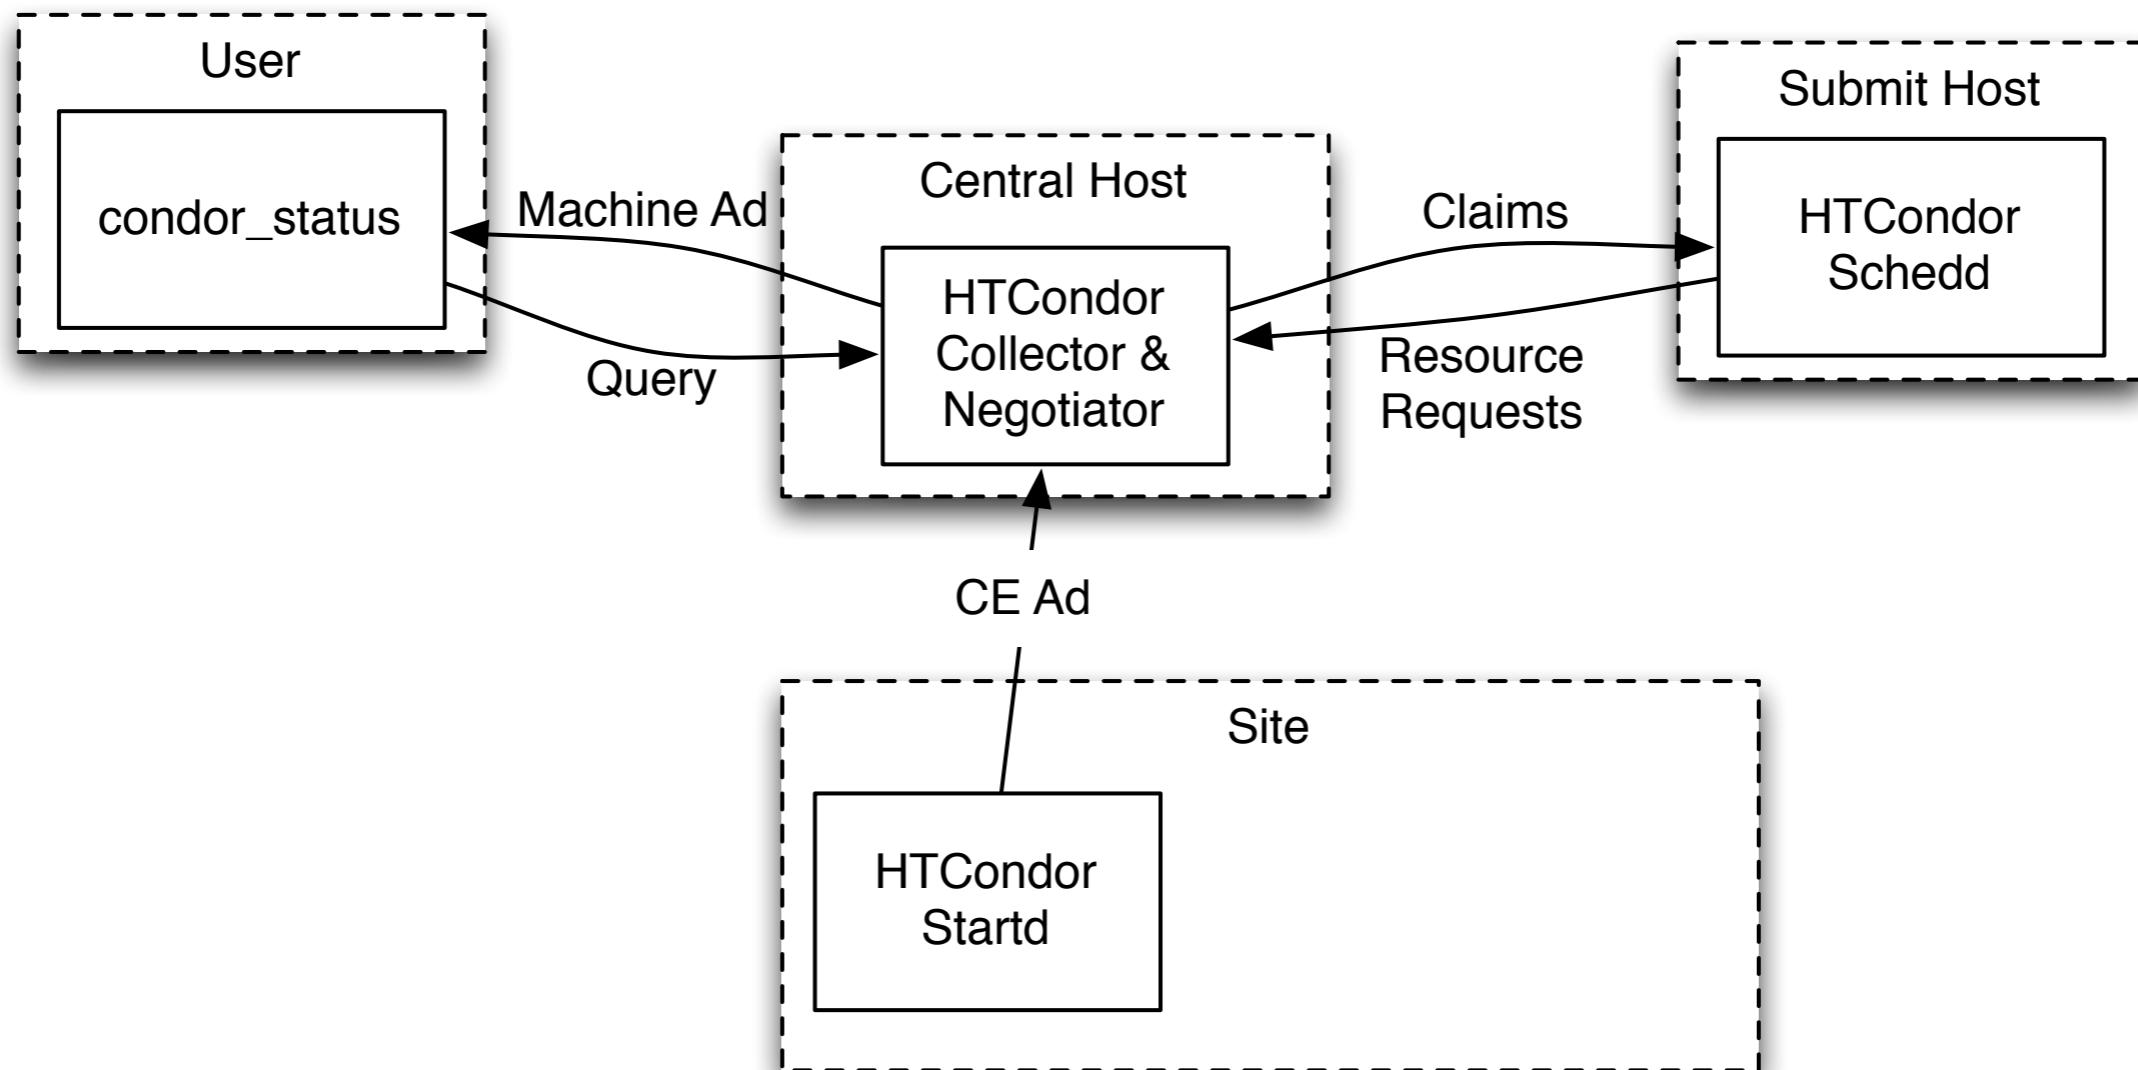 User
condor_status
Machine Ad
Query
Central Host
HTCondor
Collector &
Negotiator
Claims
Resource
Requests
Submit Host
HTCondor
Schedd
CE Ad
Site
HTCondor
Startd